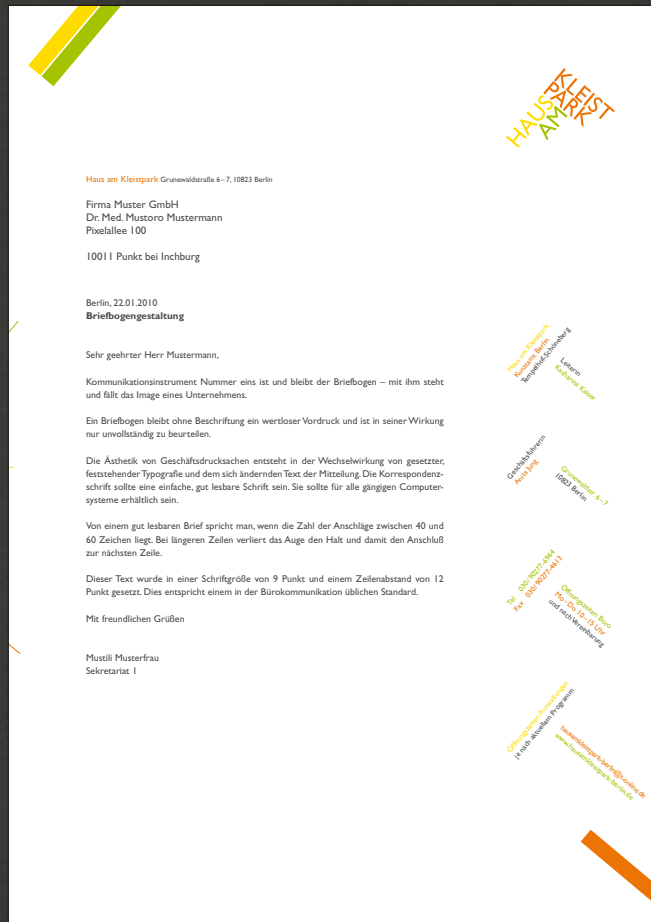 HAUS
AM
KLEIST
PARK
Haus am Kleistpark Grunewaldstraße 6–7, 10823 Berlin
Firma Muster GmbH
Dr. Med. Mustoro Mustermann
Pixelallee 100
10011 Punkt bei Inchburg
Berlin, 22.01.2010
Briefbogengestaltung
Sehr geehrter Herr Mustermann,
Kommunikationsinstrument Nummer eins ist und bleibt der Briefbogen – mit ihm steht
und fällt das Image eines Unternehmens.
Ein Briefbogen bleibt ohne Beschriftung ein wertloser Vordruck und ist in seiner Wirkung
nur unvollständig zu beurteilen.
Die Ästhetik von Geschäftsdrucksachen entsteht in der Wechselwirkung von gesetzter,
feststehender Typografie und dem sich ändernden Text der Mitteilung. Die Korrespondenz-
schrift sollte eine einfache, gut lesbare Schrift sein. Sie sollte für alle gängigen Computer-
systeme erhältlich sein.
Von einem gut lesbaren Brief spricht man, wenn die Zahl der Anschläge zwischen 40 und
60 Zeichen liegt. Bei längeren Zeilen verliert das Auge den Halt und damit den Anschluß
zur nächsten Zeile.
Dieser Text wurde in einer Schriftgröße von 9 Punkt und einem Zeilenabstand von 12
Punkt gesetzt. Dies entspricht einem in der Bürokommunikation üblichen Standard.
Mit freundlichen Grüßen
Mustili Musterfrau
Sekretariat 1
Haus am Kleistpark
Kunstamt Berlin
Tempelhof-Schöneberg
Leiterin
Katharina Kaiser
Geschäftsführerin
Anita Jung
Grunewaldstr 6–7
10823 Berlin
Tel 030/90277-6964
Fax 030/90277-4613
Öffnungszeiten Büro
Mo–Do 10–15 Uhr
und nach Vereinbarung
Öffnungszeiten Ausstellungen
je nach aktuellem Programm
hausamkleistpark-berlin@t-online.de
www.hausamkleistpark-berlin.de